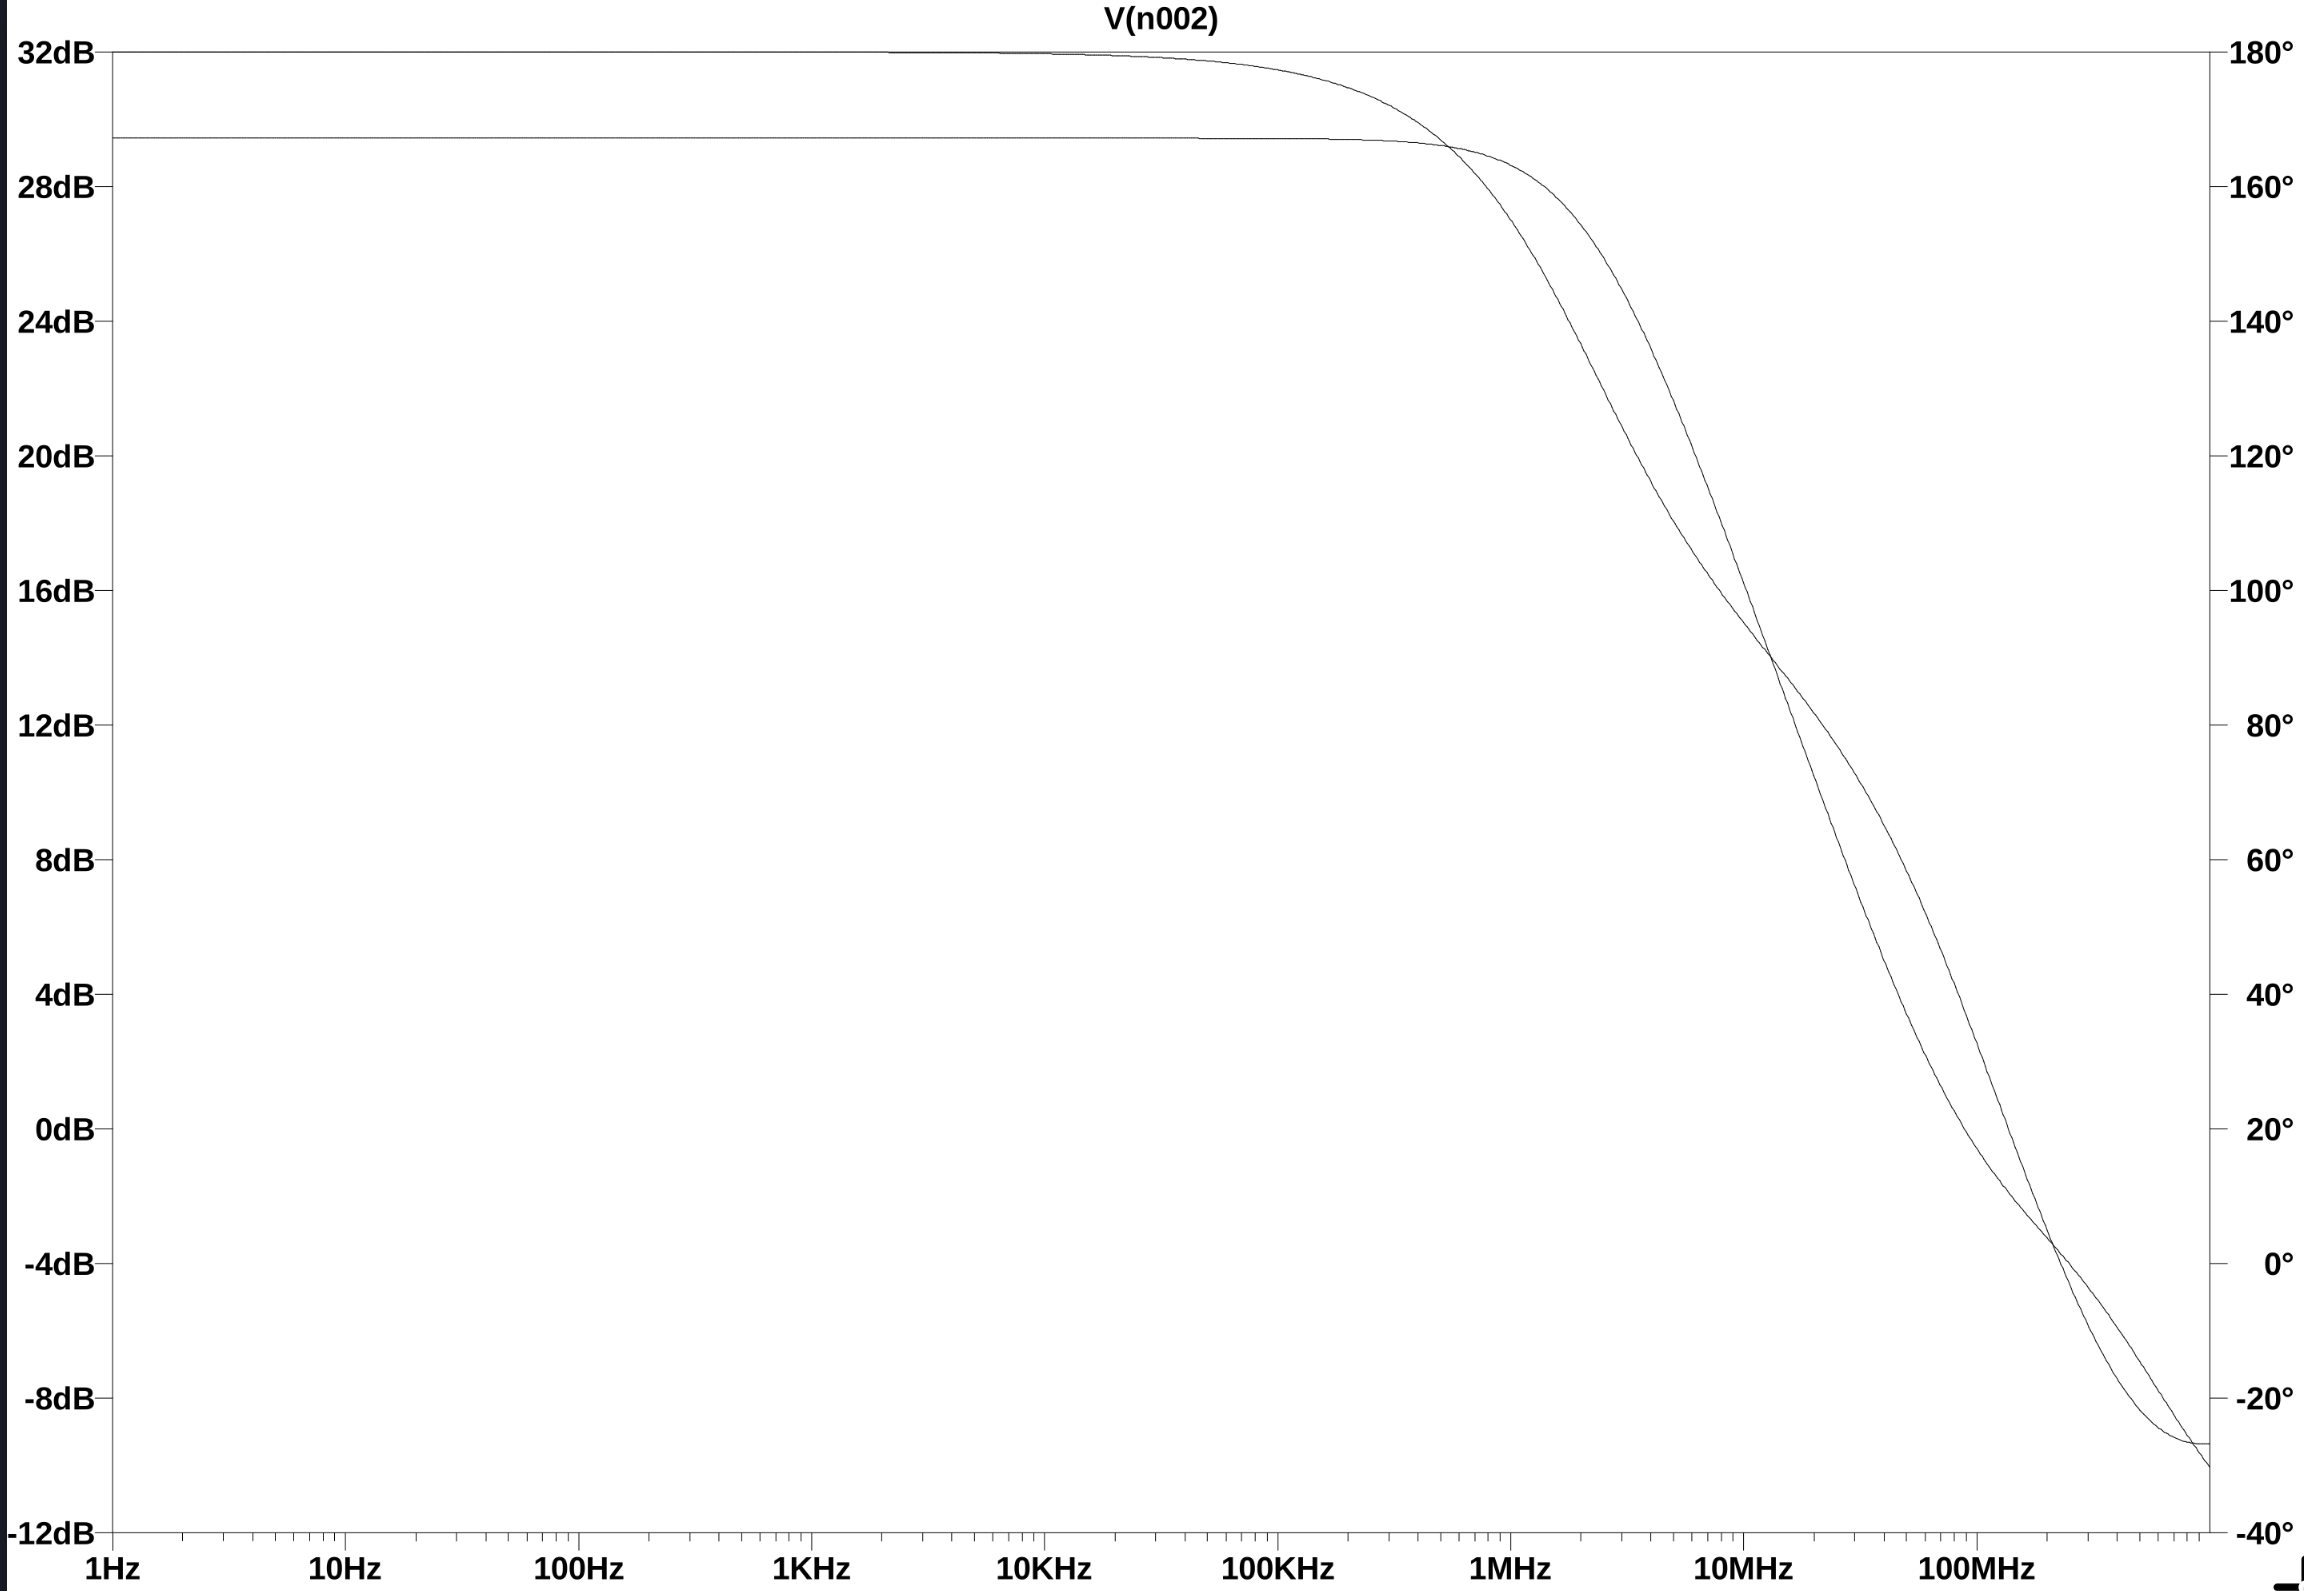 V(n002)
32dB 180°
28dB 160°
24dB 140°
20dB 120°
16dB 100°
12dB 80°
8dB 60°
4dB 40°
0dB 20°
-4dB 0°
-8dB -20°
-12dB -40°
1Hz 10Hz 100Hz 1KHz 10KHz 100KHz 1MHz 10MHz 100MHz